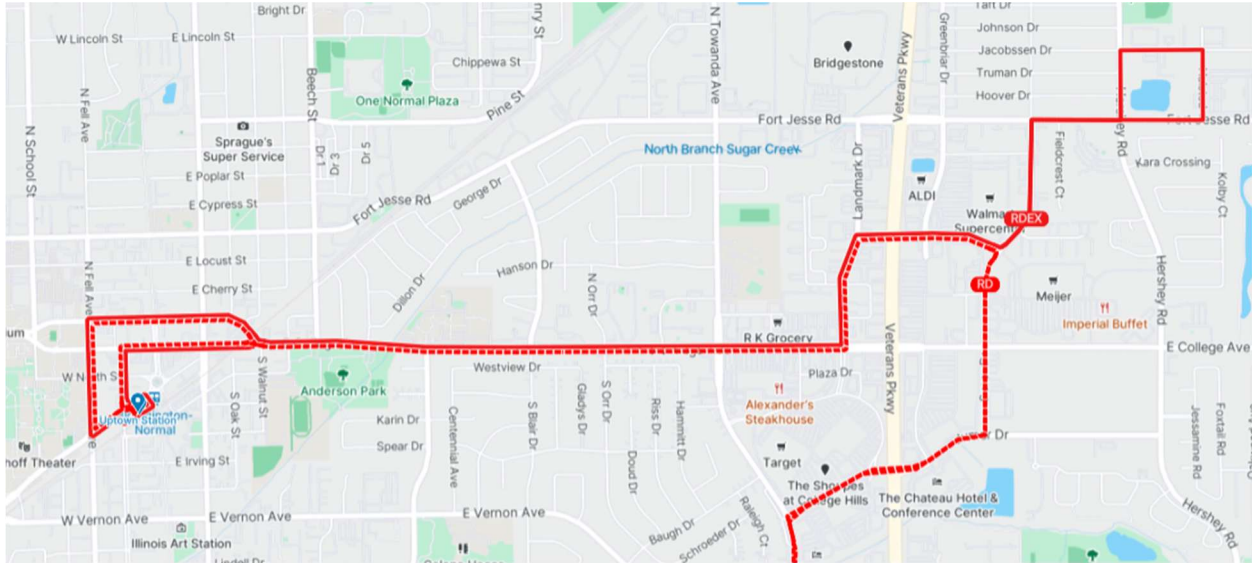 Bright Dr
W Lincoln St
E Lincoln St
Chippewa St
One Normal Plaza
Pine St
Beech St
N Fell Ave
N School St
Sprague's
Super Service
E Poplar St
E Cypress St
Fort Jesse Rd
George Dr
N Towanda Ave
Bridgestone
Veterans Pkwy
Greenbriar Dr
Johnson Dr
Jacobssen Dr
Truman Dr
Hoover Dr
Fort Jesse Rd
Fort Jesse Rd
North Branch Sugar Creek
Landmark Dr
ALDI
Fieldcrest Ct
Kara Crossing
Kolby Ct
RDEX
RD
Meijer
Imperial Buffet
Hershey Rd
E Locust St
E Cherry St
N Fell Ave
Dillon Dr
Hanson Dr
N Orr Dr
R K Grocery
E College Ave
Westview Dr
Plaza Dr
Veterans Pkwy
S Walnut St
Anderson Park
Uptown Station
Normal
S Oak St
Karin Dr
Spear Dr
Centennial Ave
S Blair Dr
Gladys Dr
S Orr Dr
Riss Dr
Hammitt Dr
Doud Dr
Alexander's
Steakhouse
Target
at College Hills
The Chateau Hotel &
Conference Center
Jessamine Rd
Foxtail Rd
Hershey Rd
E Irving St
W Vernon Ave
E Vernon Ave
E Vernon Ave
Illinois Art Station
Baugh Dr
Schroeder Dr
Raleigh Ct